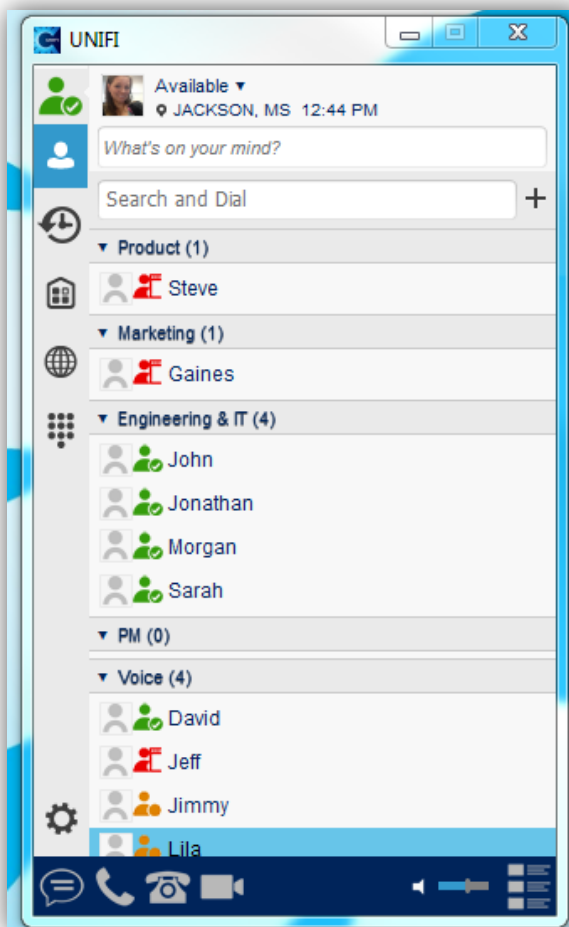 UNIFI
Available
JACKSON, MS 12:44 PM
What's on your mind?
Search and Dial
Product (1)
Steve
Marketing (1)
Gaines
Engineering & IT (4)
John
Jonathan
Morgan
Sarah
PM (0)
Voice (4)
David
Jeff
Jimmy
Lila